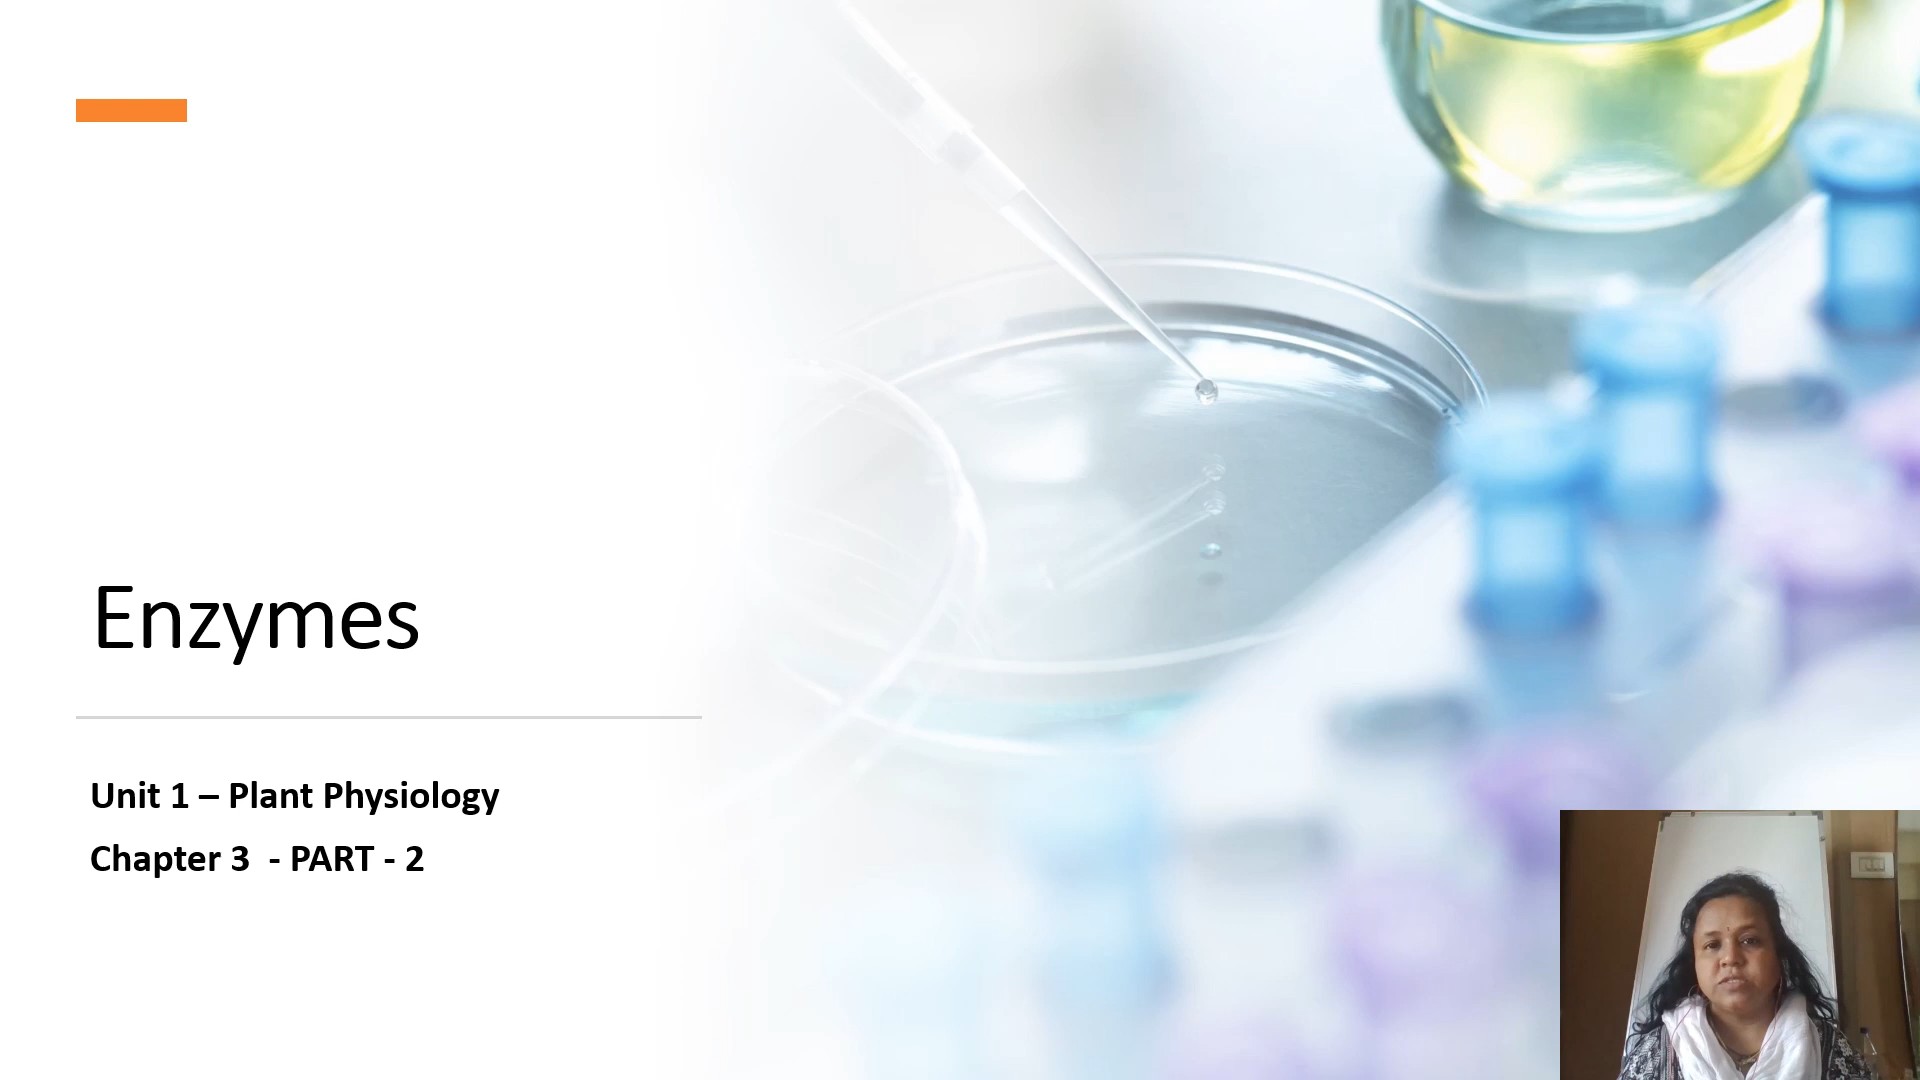 Enzymes
Unit 1 – Plant Physiology
Chapter 3  - PART - 2